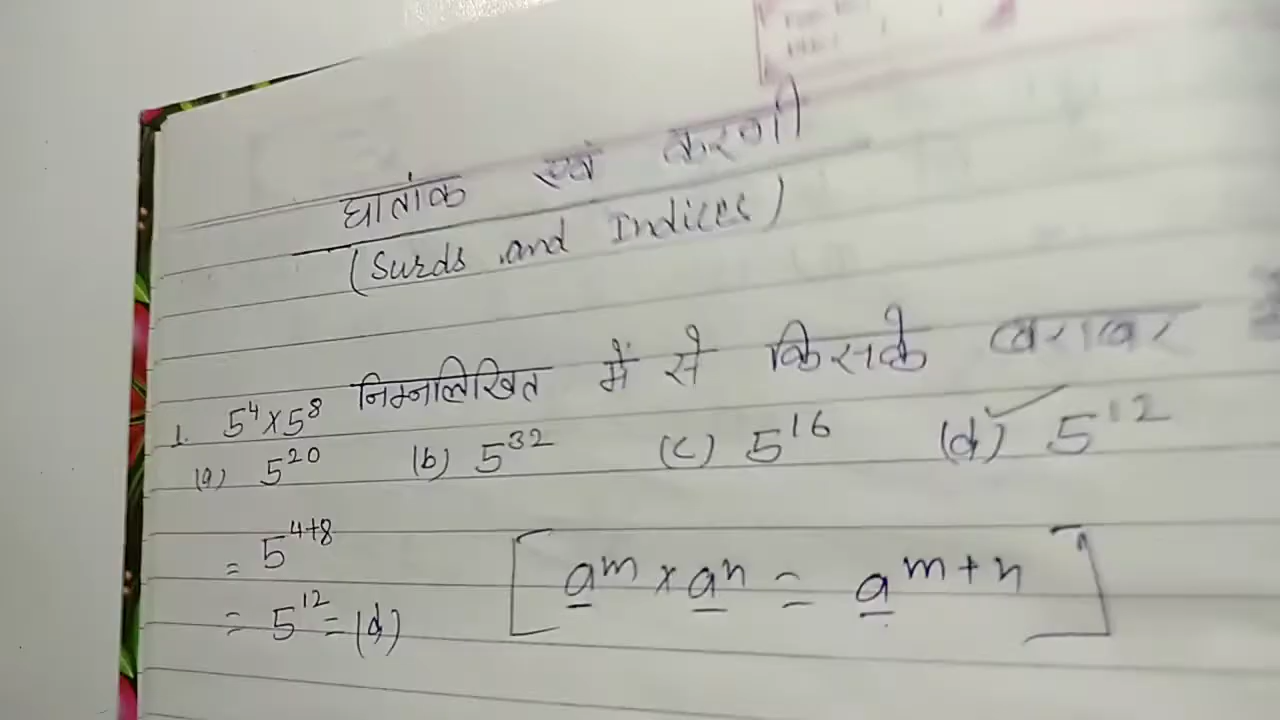 घातांक एवं करणी
(Surds and Indices)
1. 5⁴×5⁸ निम्नलिखित में से किसके बराबर है
(a) 5²⁰ (b) 5³² (c) 5¹⁶ (d) 5¹²
= 5⁴⁺⁸ [aᵐ × aⁿ = aᵐ⁺ⁿ]
= 5¹² = (d)